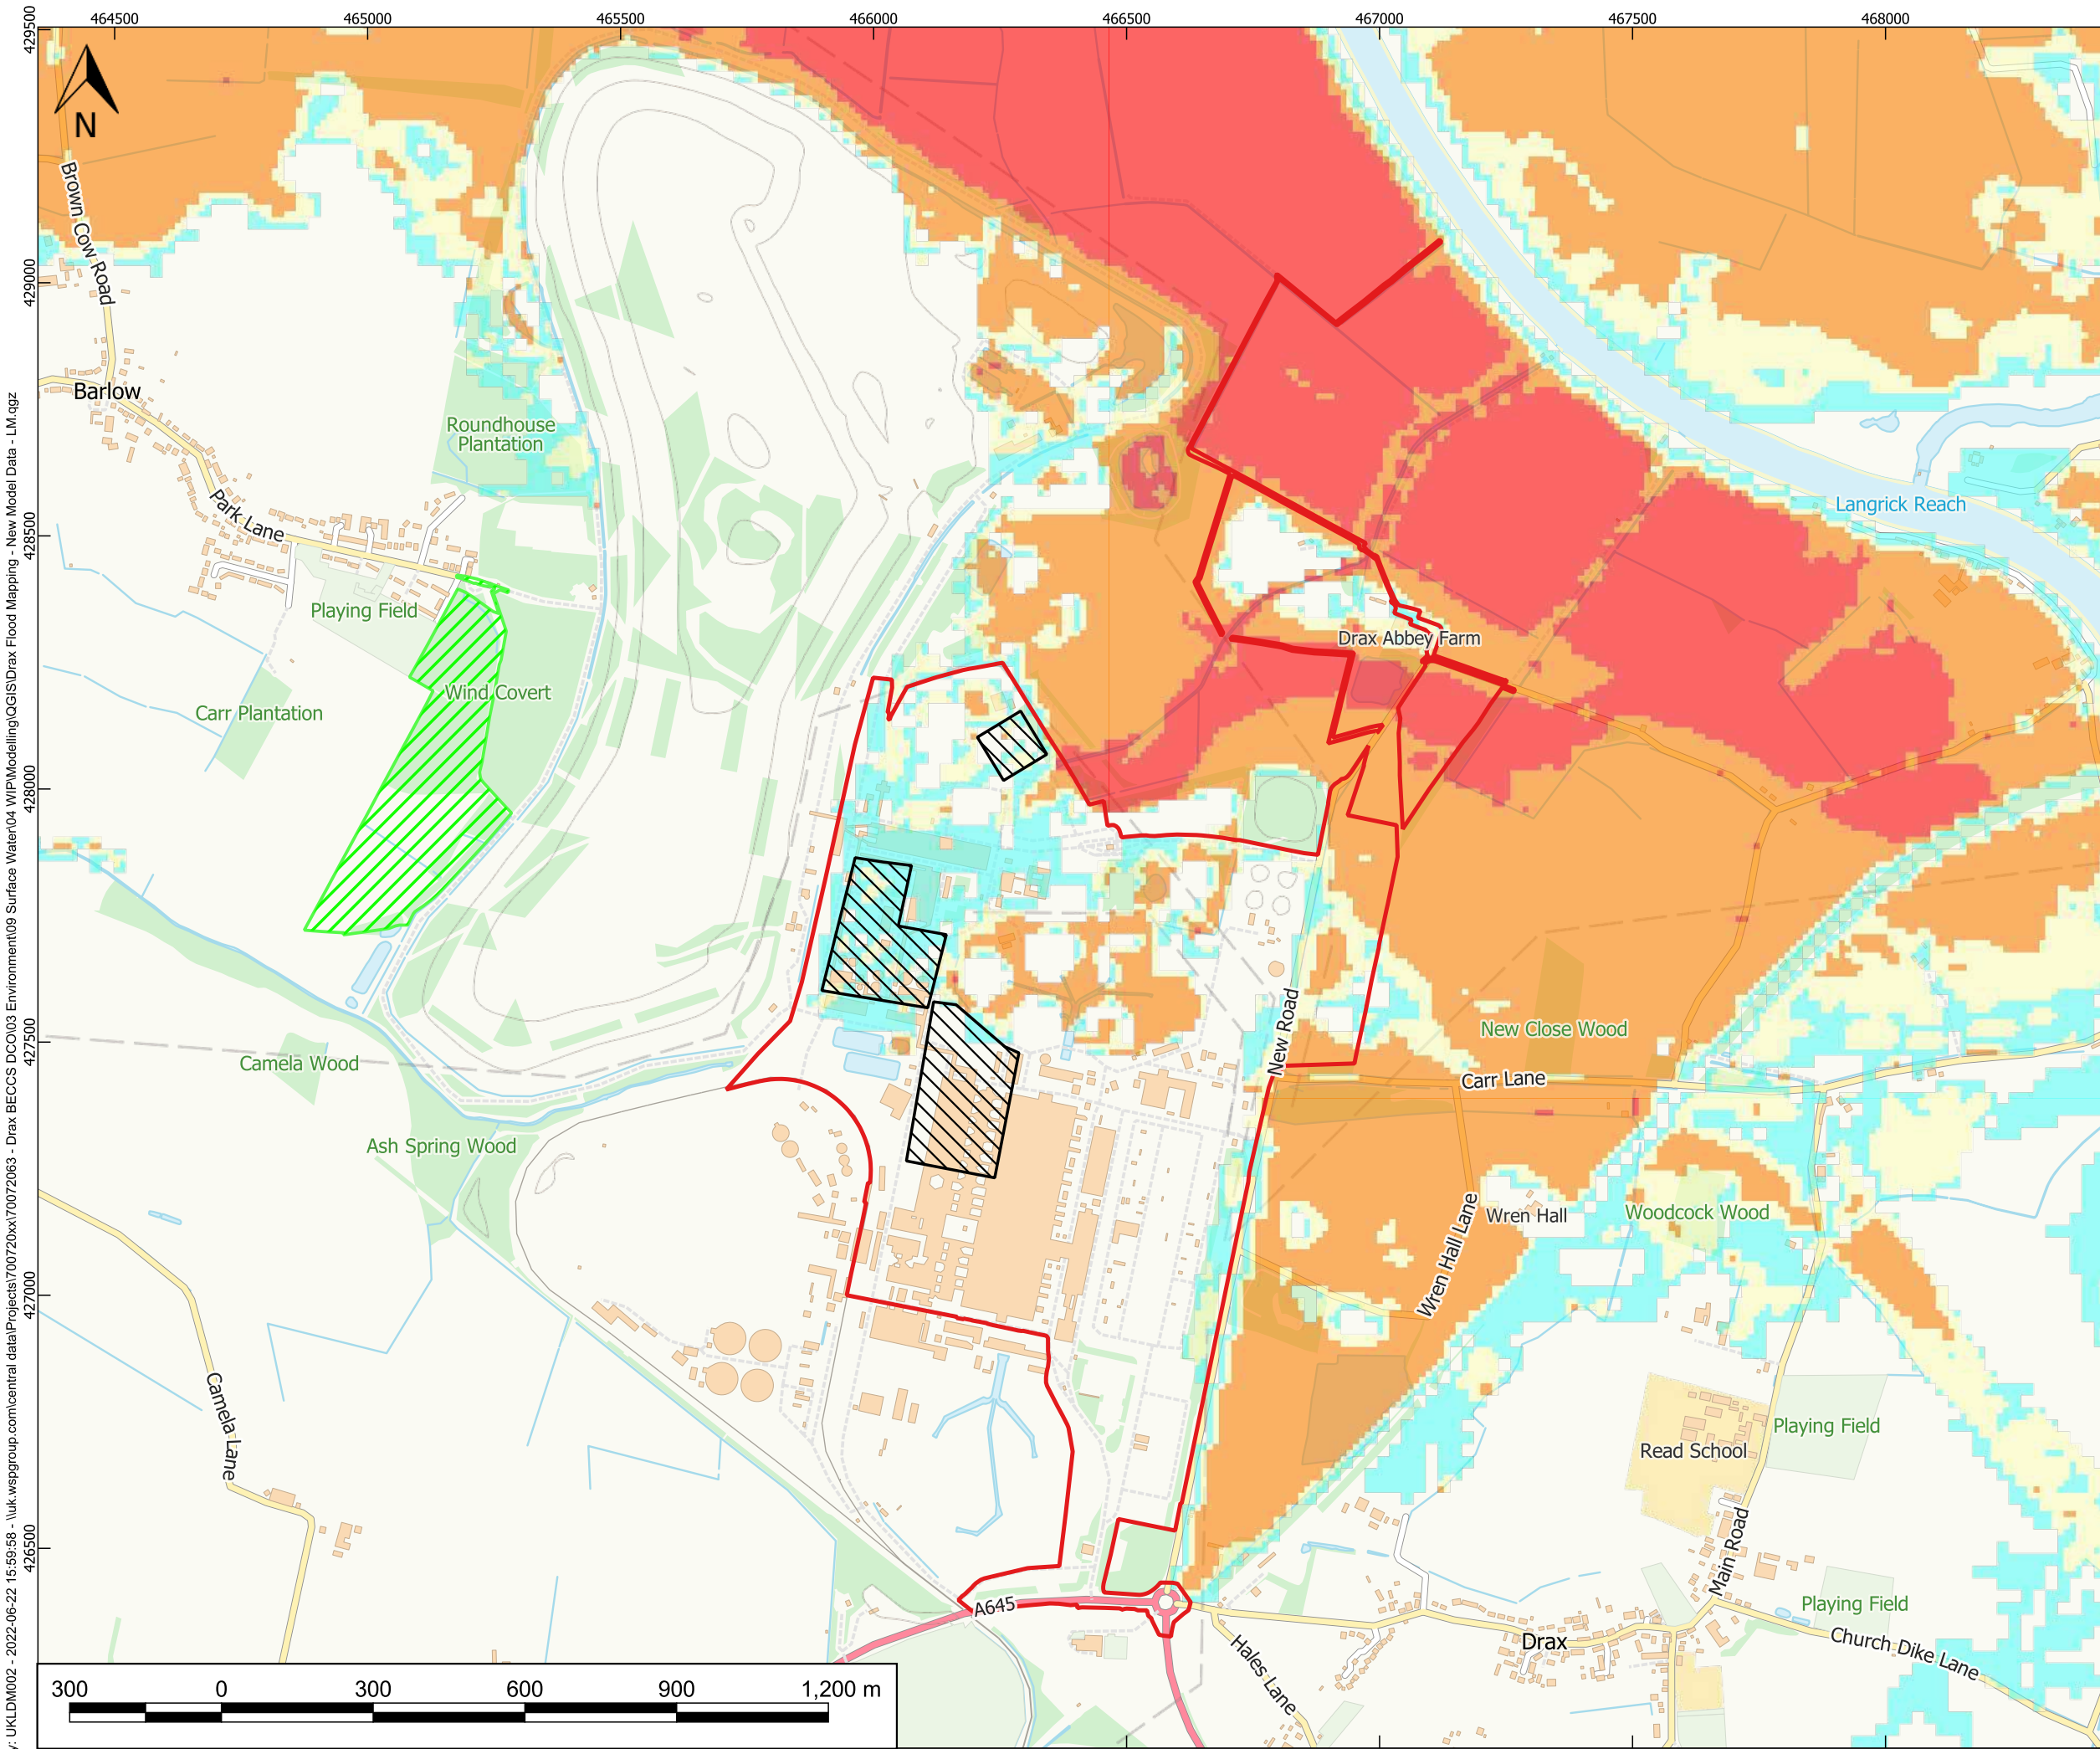 464500 465000 465500 466000 466500 467000 467500 468000
429500
429000
428500
428000
427500
427000
426500
N
Brown Cow Road
Barlow
Roundhouse
Plantation
Park Lane
Langrick Reach
Playing Field
Drax Abbey Farm
Wind Covert
Carr Plantation
New Road
New Close Wood
Camela Wood
Carr Lane
Ash Spring Wood
Wren Hall Lane
Wren Hall
Woodcock Wood
Camela Lane
Playing Field
Read School
Main Road
A645
Playing Field
Drax
Hales Lane
Church Dike Lane
300 0 300 600 900 1,200 m
y: UKLDM002 - 2022-06-22 15:59:58 - \\uk.wspgroup.com\central data\Projects\700720xx\70072063 - Drax BECCS DCO\03 Environment\09 Surface Water\04 WIP\Modelling\QGIS\Drax Flood Mapping - New Model Data - LM.qgz